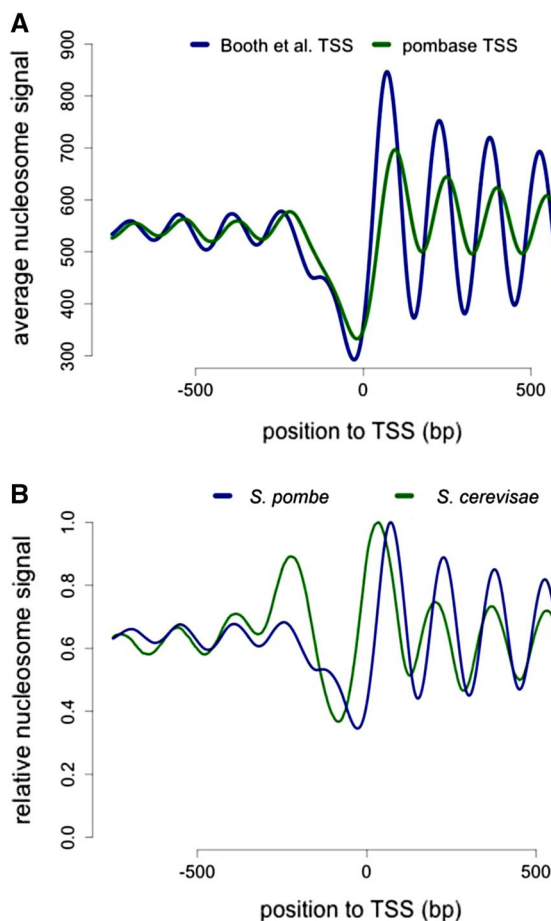 A
Booth et al. TSS
pombase TSS
average nucleosome signal
900
800
700
600
500
400
300
-500
0
500
position to TSS (bp)
B
S. pombe
S. cerevisae
relative nucleosome signal
1.0
0.8
0.6
0.4
0.2
0.0
-500
0
500
position to TSS (bp)